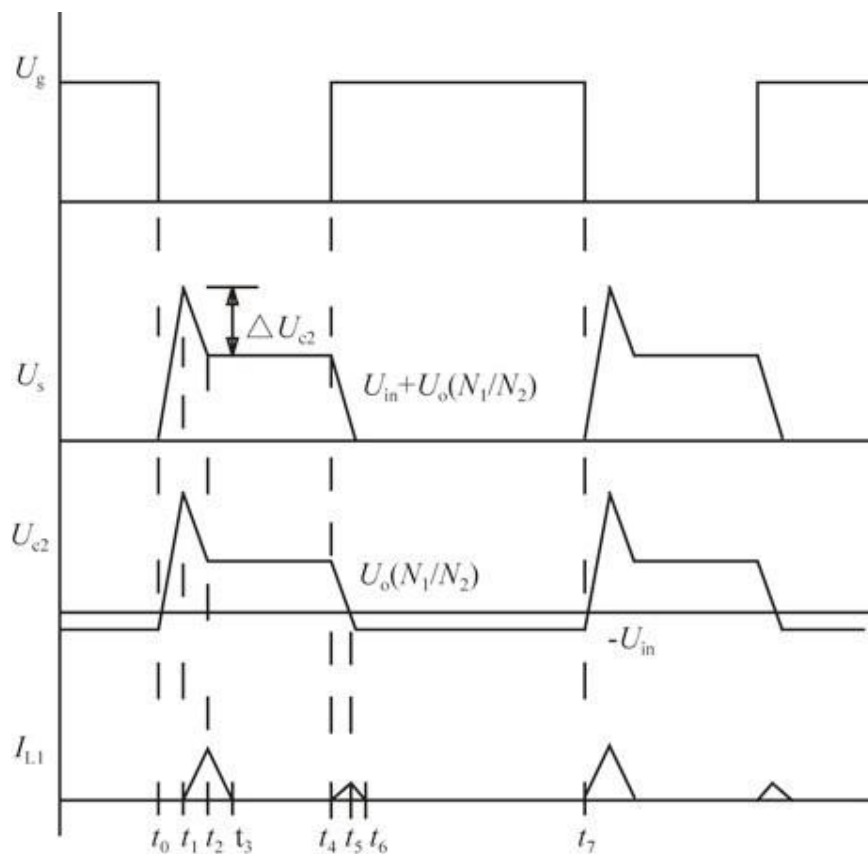 U_g
△U_c2
U_s
U_in+U_o(N_1/N_2)
U_c2
U_o(N_1/N_2)
-U_in
I_L1
t_0 t_1 t_2 t_3 t_4 t_5 t_6 t_7